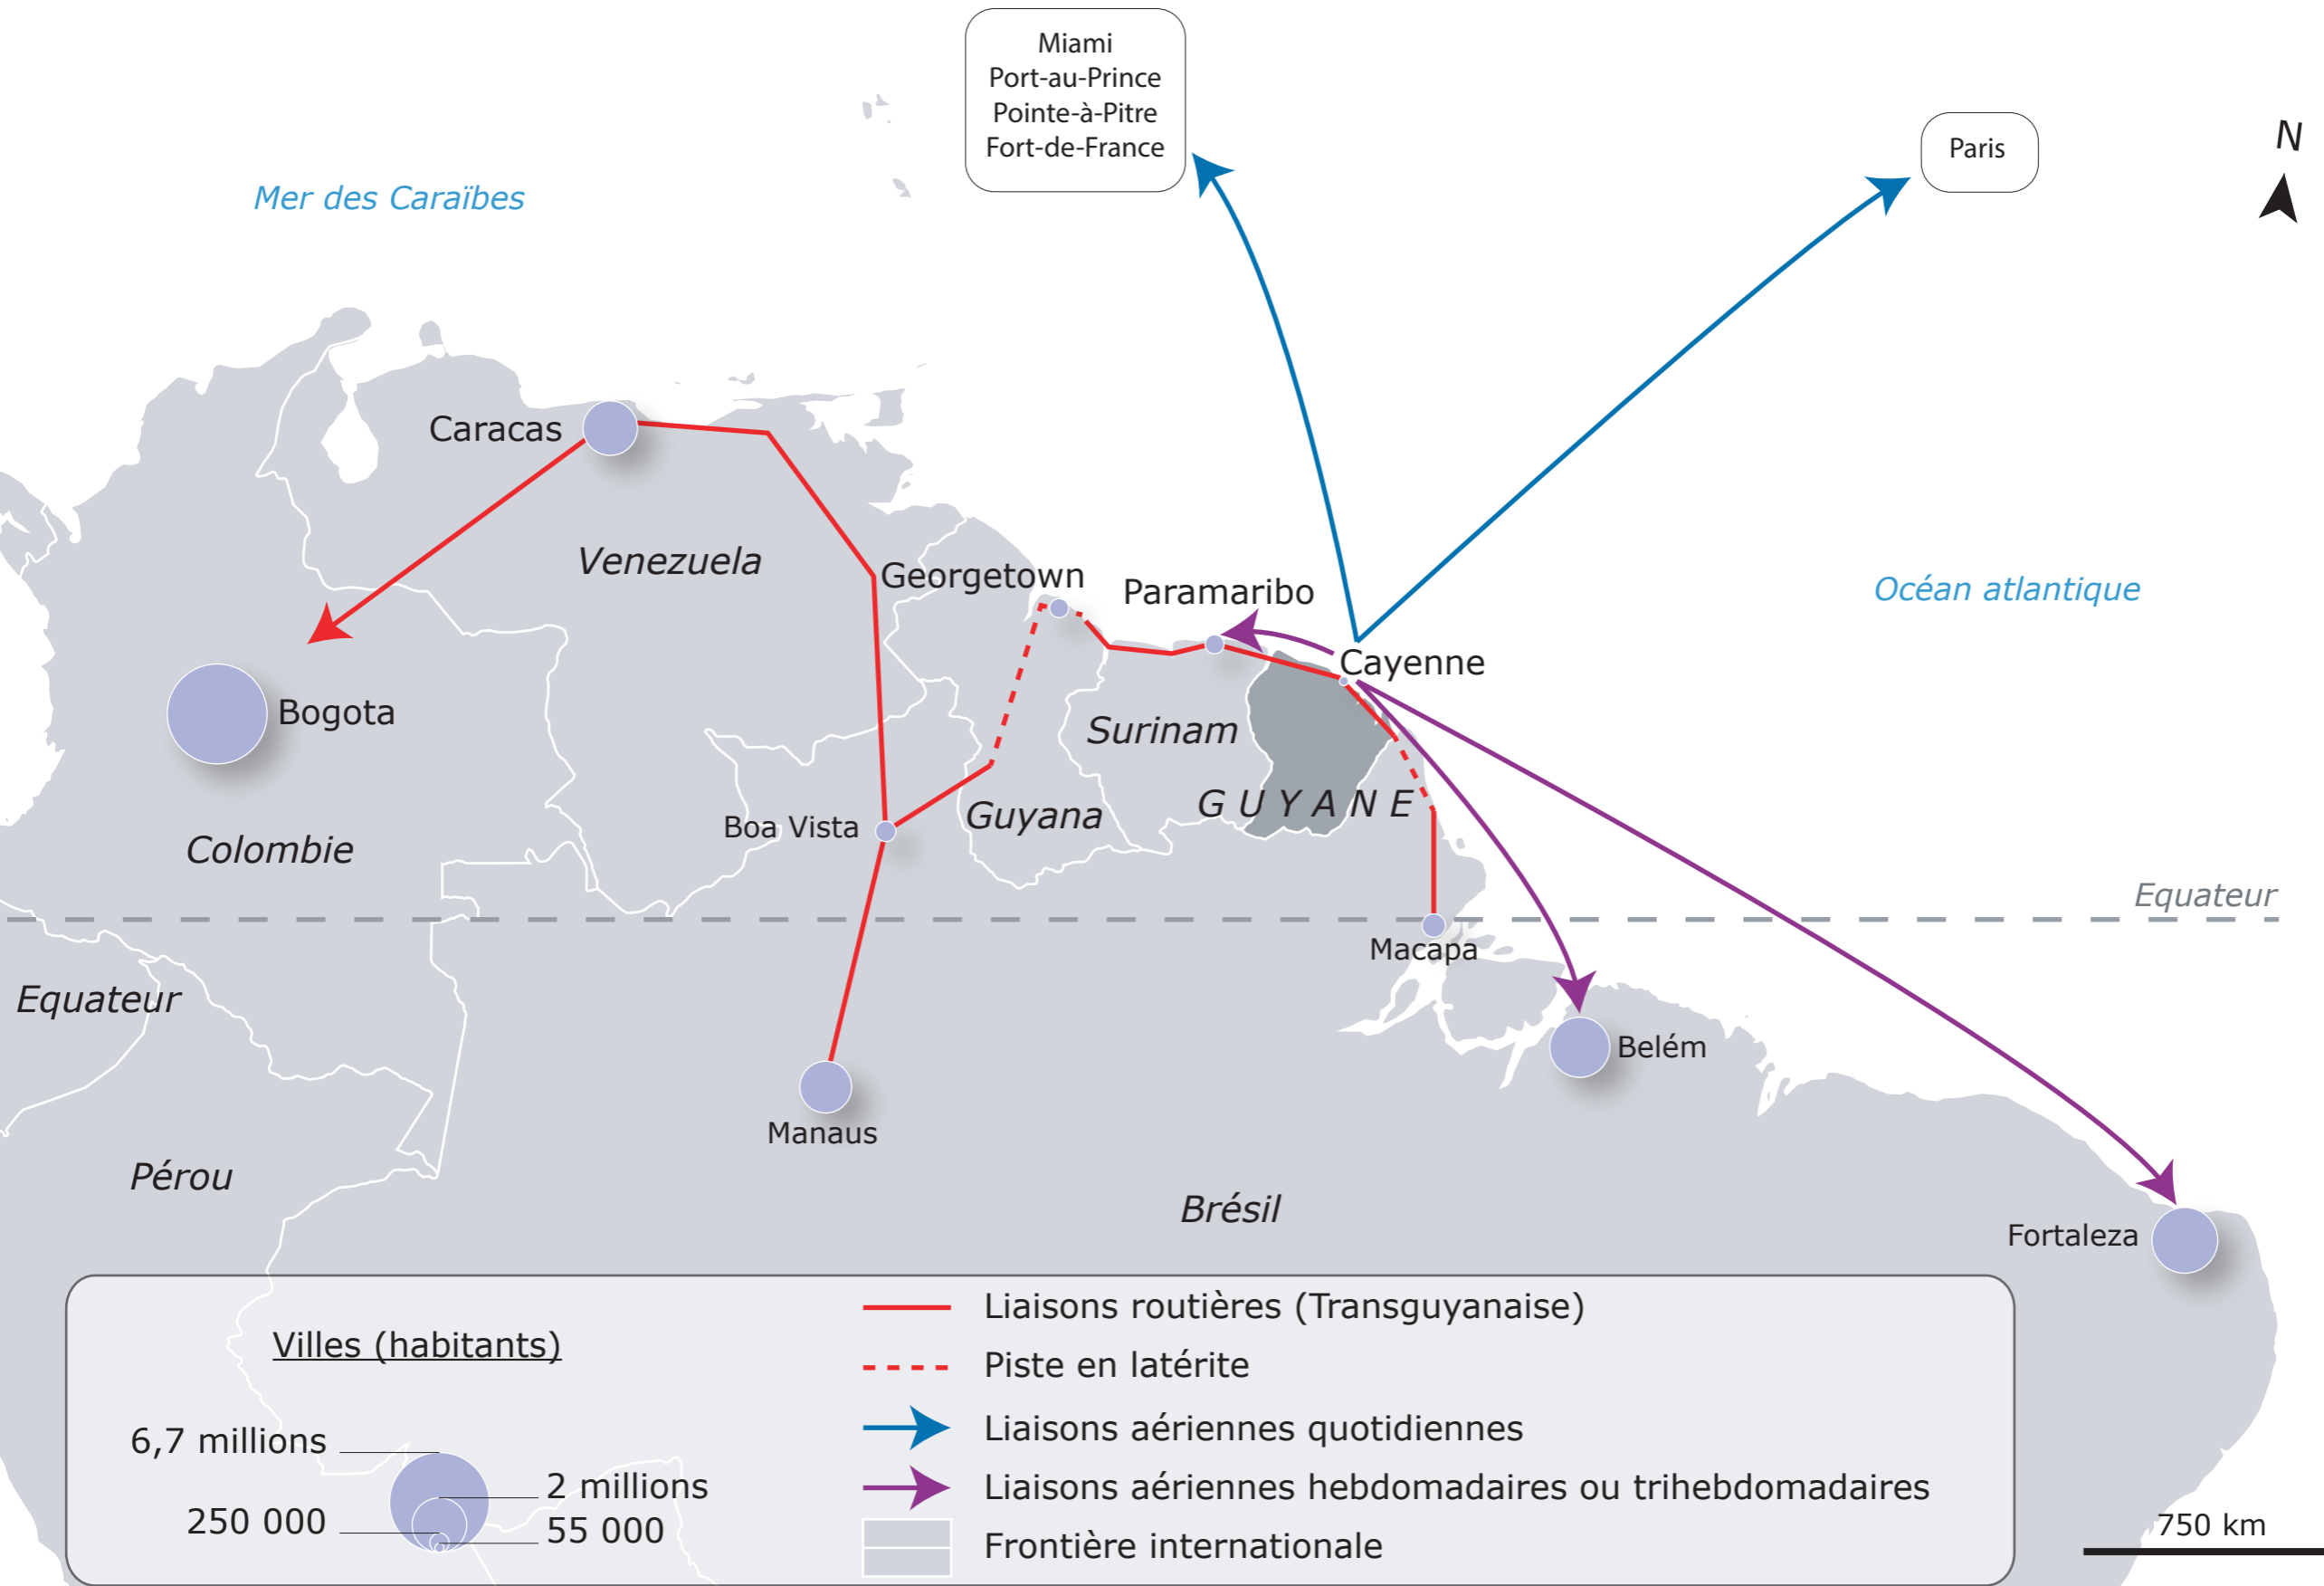 Miami
Port-au-Prince
Pointe-à-Pitre
Fort-de-France
Paris
N
Mer des Caraïbes
Caracas
Venezuela
Georgetown
Paramaribo
Océan atlantique
Cayenne
Bogota
Surinam
GUYANE
Guyana
Boa Vista
Colombie
Equateur
Macapa
Equateur
Belém
Manaus
Pérou
Brésil
Fortaleza
Villes (habitants)
6,7 millions
2 millions
250 000
55 000
Liaisons routières (Transguyanaise)
Piste en latérite
Liaisons aériennes quotidiennes
Liaisons aériennes hebdomadaires ou trihebdomadaires
Frontière internationale
750 km